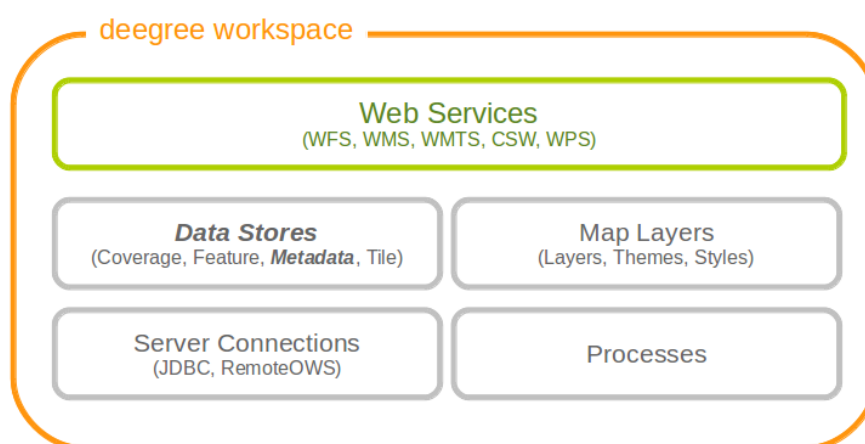 deegree workspace
Web Services
(WFS, WMS, WMTS, CSW, WPS)
Data Stores
(Coverage, Feature, Metadata, Tile)
Map Layers
(Layers, Themes, Styles)
Server Connections
(JDBC, RemoteOWS)
Processes